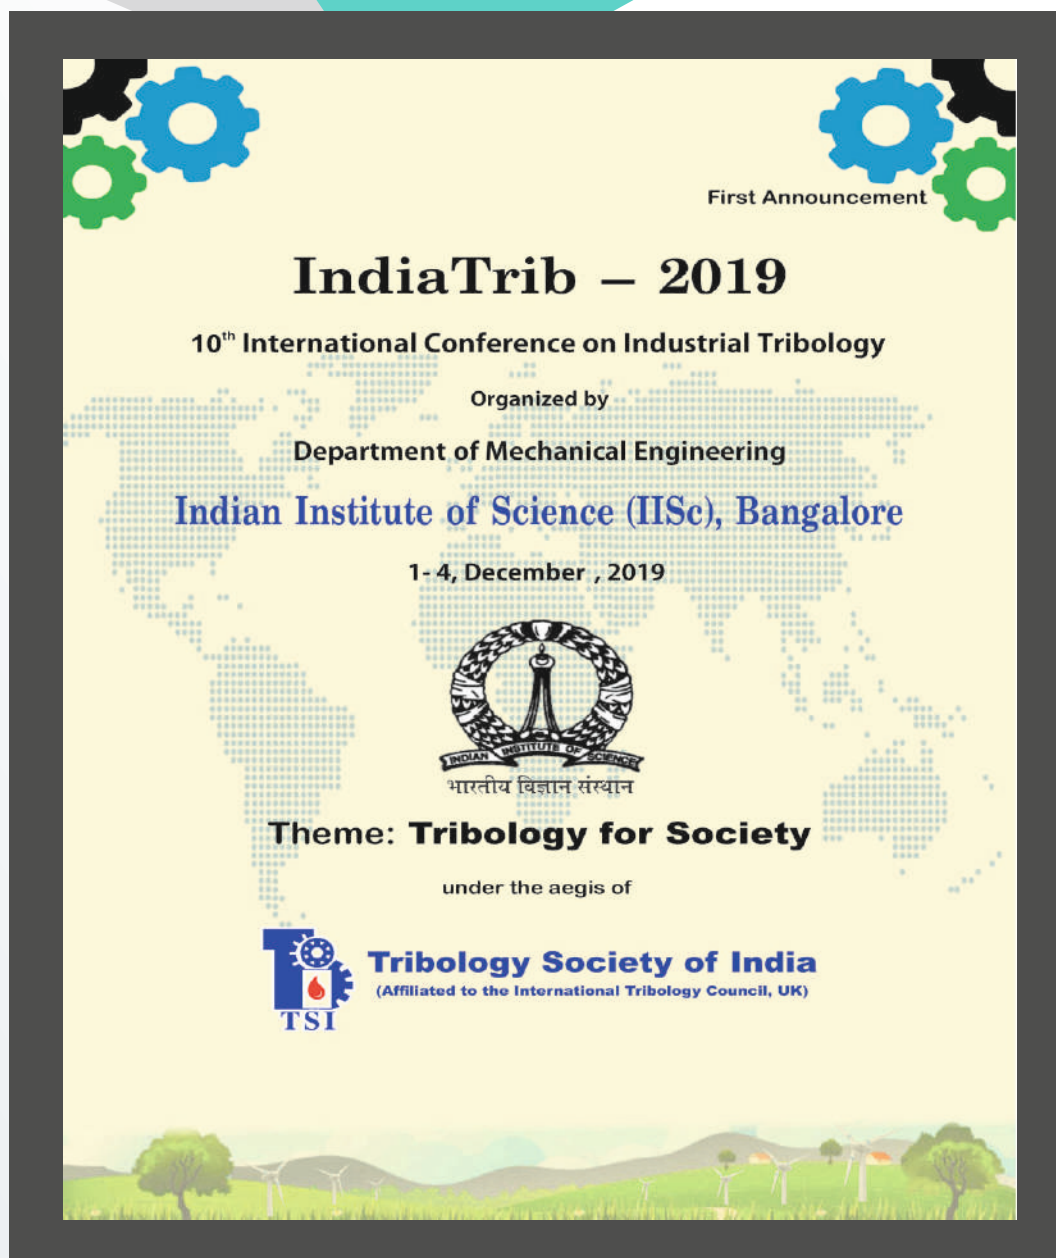 First Announcement
IndiaTrib – 2019
10th International Conference on Industrial Tribology
Organized by
Department of Mechanical Engineering
Indian Institute of Science (IISc), Bangalore
1- 4, December , 2019
INDIAN INSTITUTE OF SCIENCE
भारतीय विज्ञान संस्थान
Theme: Tribology for Society
under the aegis of
Tribology Society of India
(Affiliated to the International Tribology Council, UK)
TSI